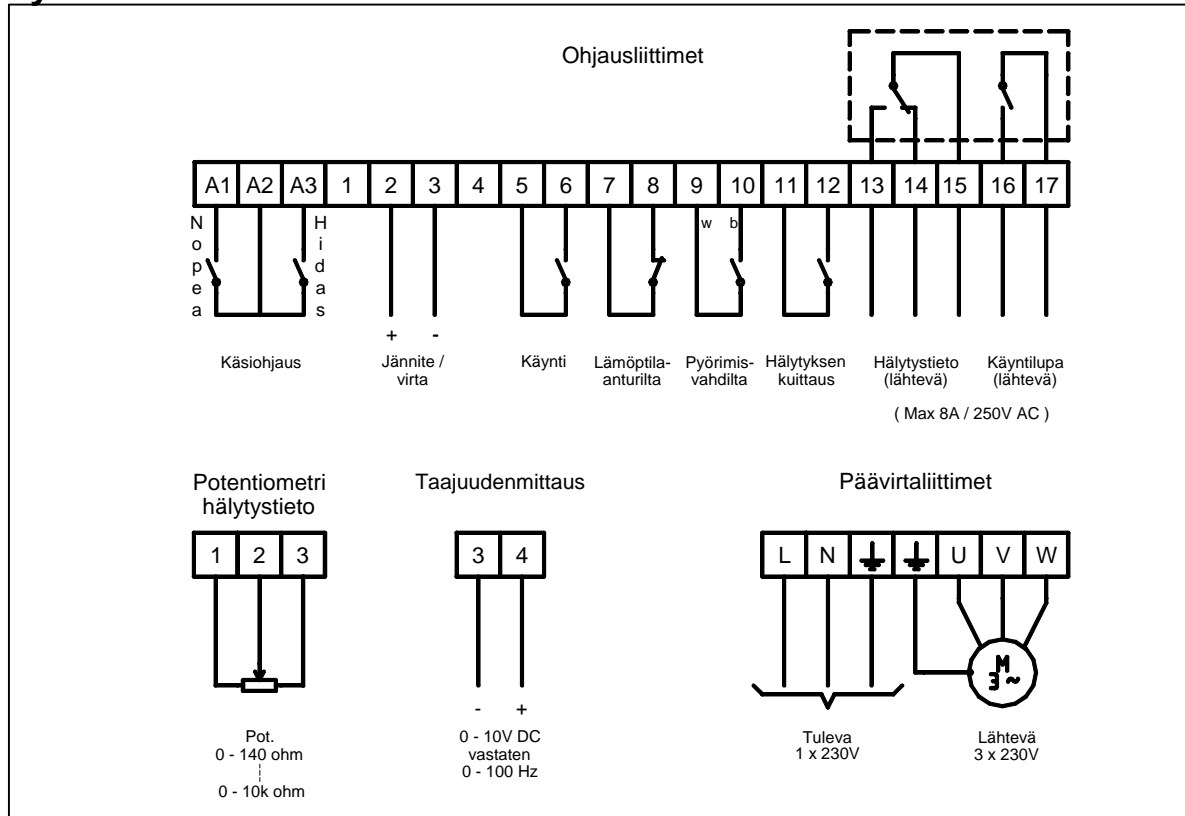 Ohjausliittimet
A1 A2 A3 1 2 3 4 5 6 7 8 9 10 11 12 13 14 15 16 17
Nopea
Hidas
w b
+ -
Käsiohjaus
Jännite /
virta
Käynti
Lämöptila-
anturilta
Pyörimis-
vahdilta
Hälytyksen
kuittaus
Hälytystieto
(lähtevä)
Käyntilupa
(lähtevä)
( Max 8A / 250V AC )
Potentiometri
hälytystieto
1 2 3
Pot.
0 - 140 ohm
0 - 10k ohm
Taajuudenmittaus
3 4
- +
0 - 10V DC
vastaten
0 - 100 Hz
Päävirtaliittimet
L N U V W
M
3 ~
Tuleva
1 x 230V
Lähtevä
3 x 230V